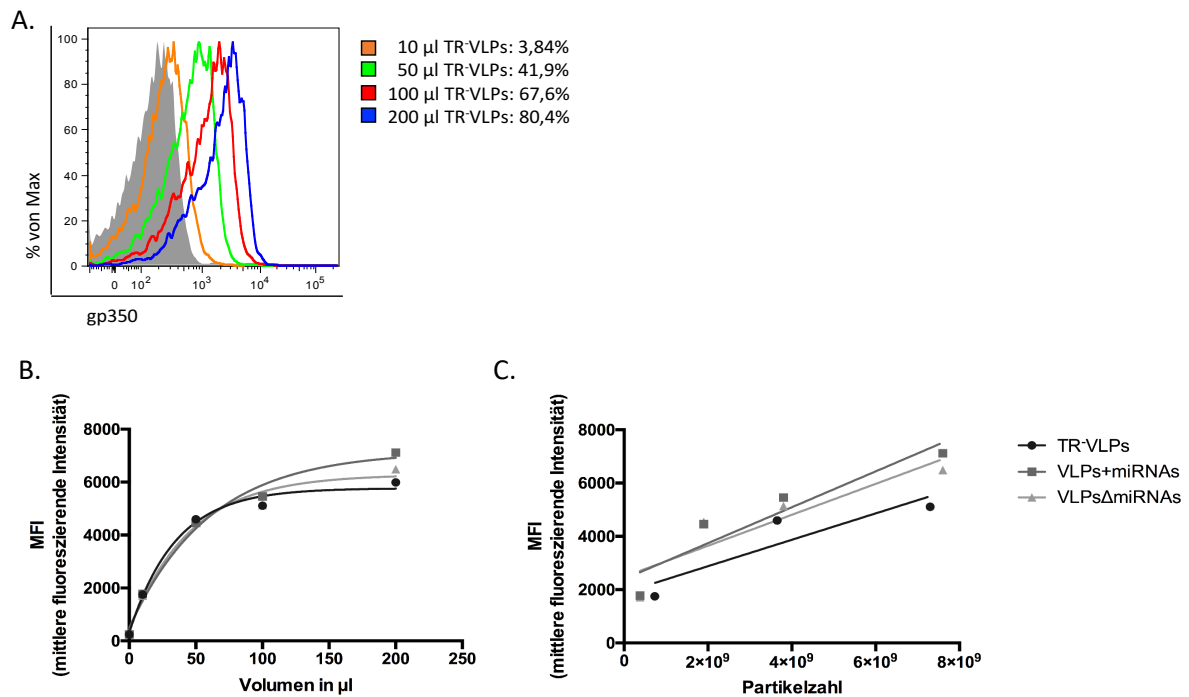 A.
% von Max
100
80
60
40
20
0
0 10² 10³ 10⁴ 10⁵
gp350
10 µl TR⁻VLPs: 3,84%
50 µl TR⁻VLPs: 41,9%
100 µl TR⁻VLPs: 67,6%
200 µl TR⁻VLPs: 80,4%
B.
MFI
(mittlere fluoreszierende Intensität)
8000
6000
4000
2000
0
0 50 100 150 200 250
Volumen in µl
C.
MFI
(mittlere fluoreszierende Intensität)
8000
6000
4000
2000
0
0 2×10⁹ 4×10⁹ 6×10⁹ 8×10⁹
Partikelzahl
TR⁻VLPs
VLPs+miRNAs
VLPsΔmiRNAs